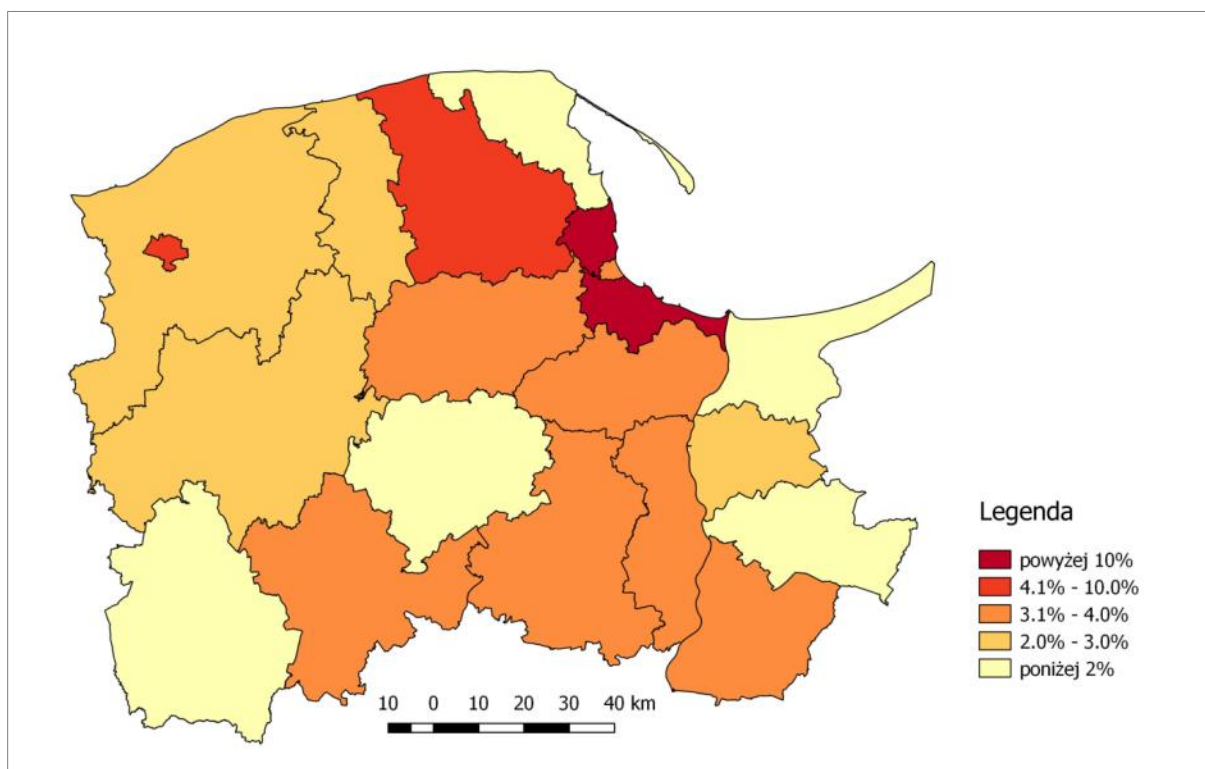 Legenda
powyżej 10%
4.1% - 10.0%
3.1% - 4.0%
2.0% - 3.0%
poniżej 2%
10 0 10 20 30 40 km